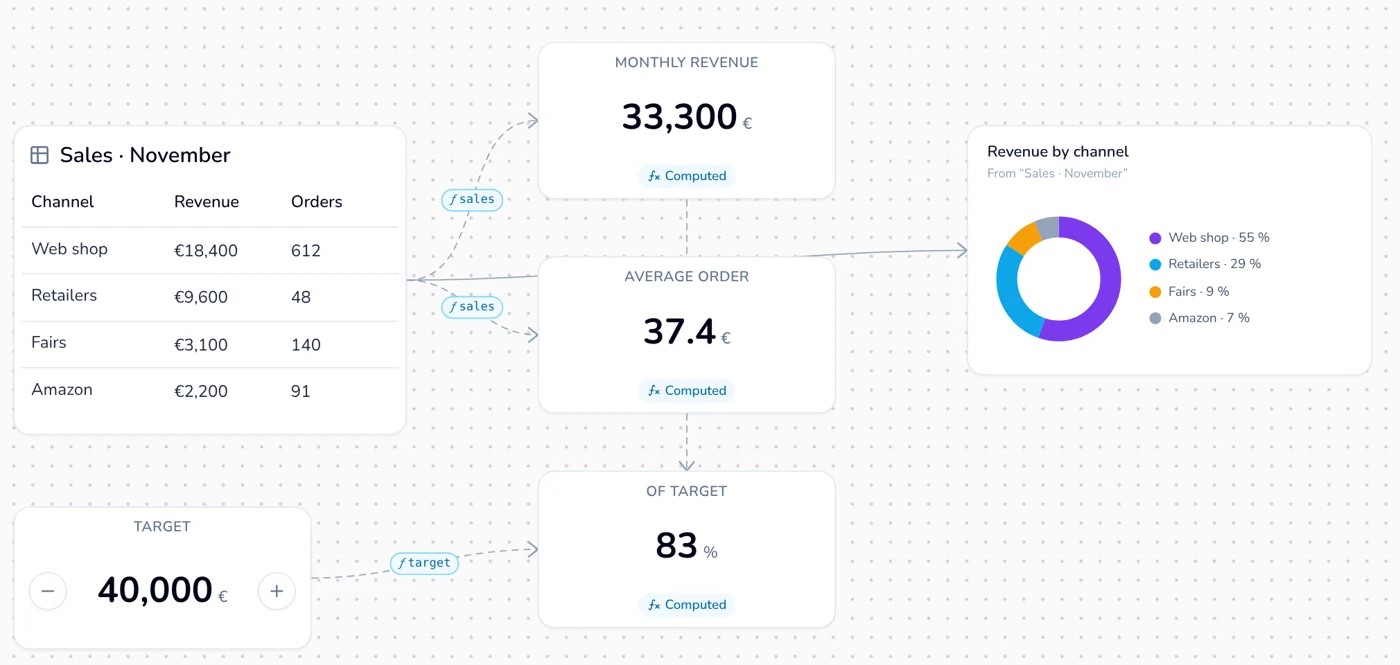 Sales · November
Channel Revenue Orders
Web shop €18,400 612
Retailers €9,600 48
Fairs €3,100 140
Amazon €2,200 91
TARGET
− 40,000 € +
ƒ sales
ƒ sales
ƒ target
MONTHLY REVENUE
33,300 €
ƒx Computed
AVERAGE ORDER
37.4 €
ƒx Computed
OF TARGET
83 %
ƒx Computed
Revenue by channel
From “Sales · November”
Web shop · 55 %
Retailers · 29 %
Fairs · 9 %
Amazon · 7 %